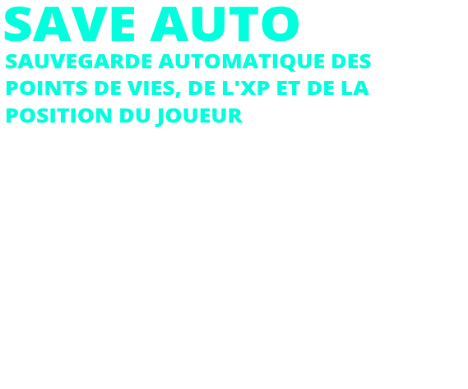 SAVE AUTO
SAUVEGARDE AUTOMATIQUE DES
POINTS DE VIES, DE L'XP ET DE LA
POSITION DU JOUEUR